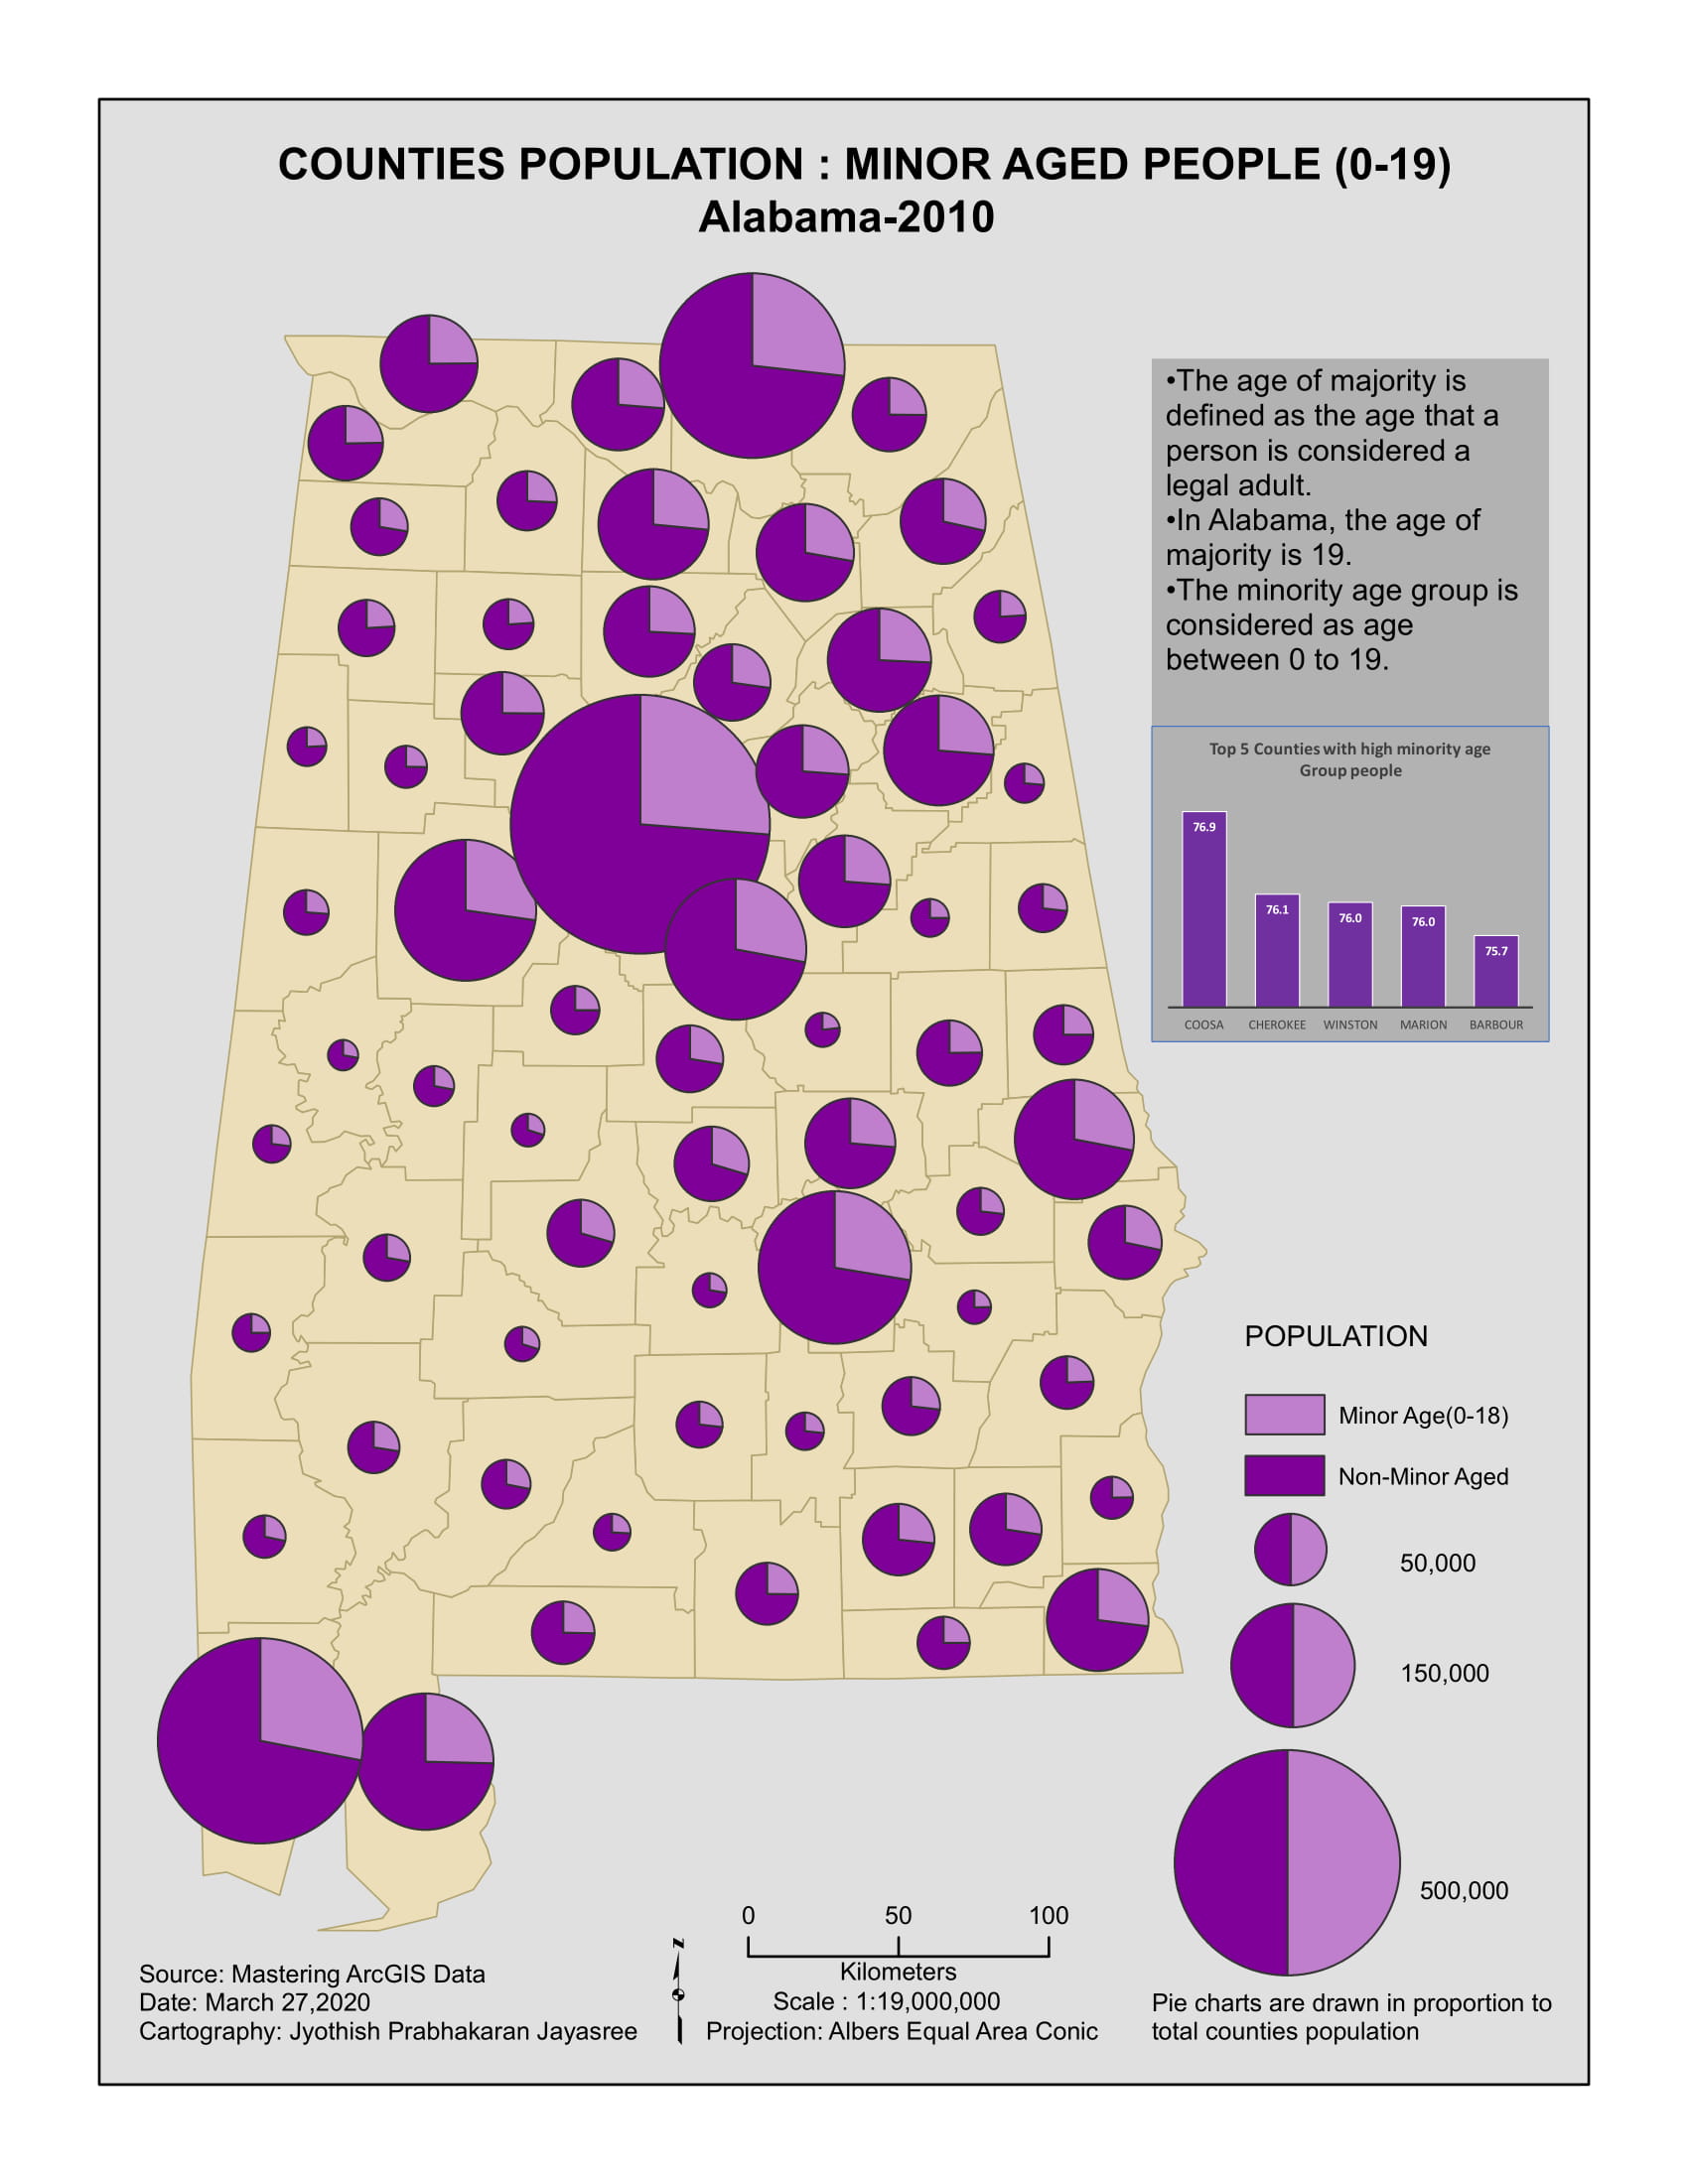 COUNTIES POPULATION : MINOR AGED PEOPLE (0-19)
Alabama-2010
•The age of majority is
defined as the age that a
person is considered a
legal adult.
•In Alabama, the age of
majority is 19.
•The minority age group is
considered as age
between 0 to 19.
Top 5 Counties with high minority age
Group people
76.9
76.1
76.0
76.0
75.7
COOSA
CHEROKEE
WINSTON
MARION
BARBOUR
POPULATION
Minor Age(0-18)
Non-Minor Aged
50,000
150,000
500,000
Pie charts are drawn in proportion to
total counties population
0 50 100
Kilometers
Scale : 1:19,000,000
Projection: Albers Equal Area Conic
N
Source: Mastering ArcGIS Data
Date: March 27,2020
Cartography: Jyothish Prabhakaran Jayasree